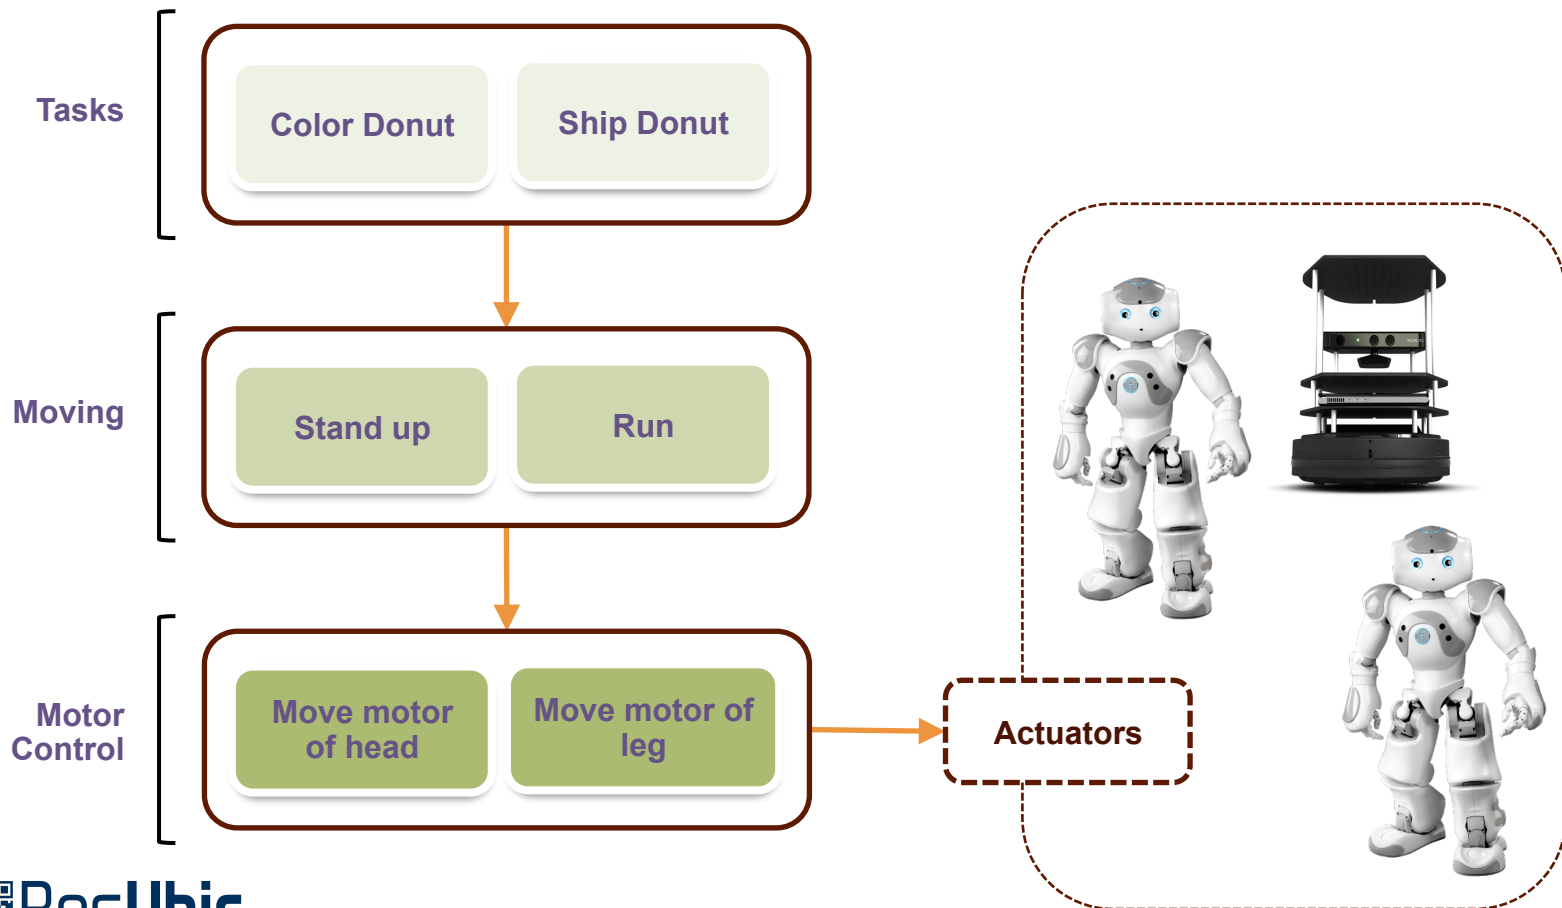 Tasks
Color Donut
Ship Donut
Moving
Stand up
Run
Motor
Control
Move motor
of head
Move motor of
leg
Actuators